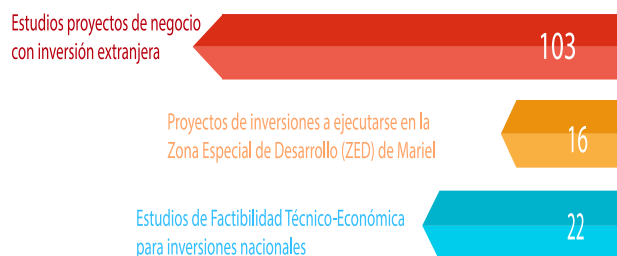 Estudios proyectos de negocio
con inversión extranjera
103
Proyectos de inversiones a ejecutarse en la
Zona Especial de Desarrollo (ZED) de Mariel
16
Estudios de Factibilidad Técnico-Económica
para inversiones nacionales
22